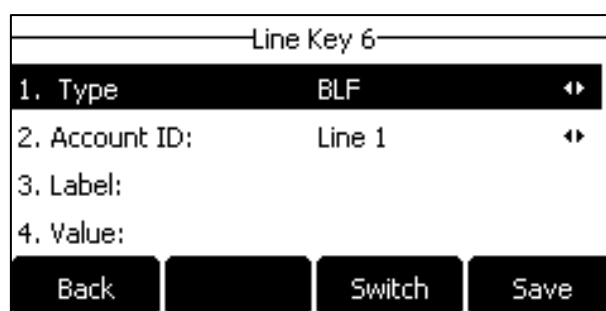 Line Key 6
1. Type BLF
2. Account ID: Line 1
3. Label:
4. Value:
Back Switch Save